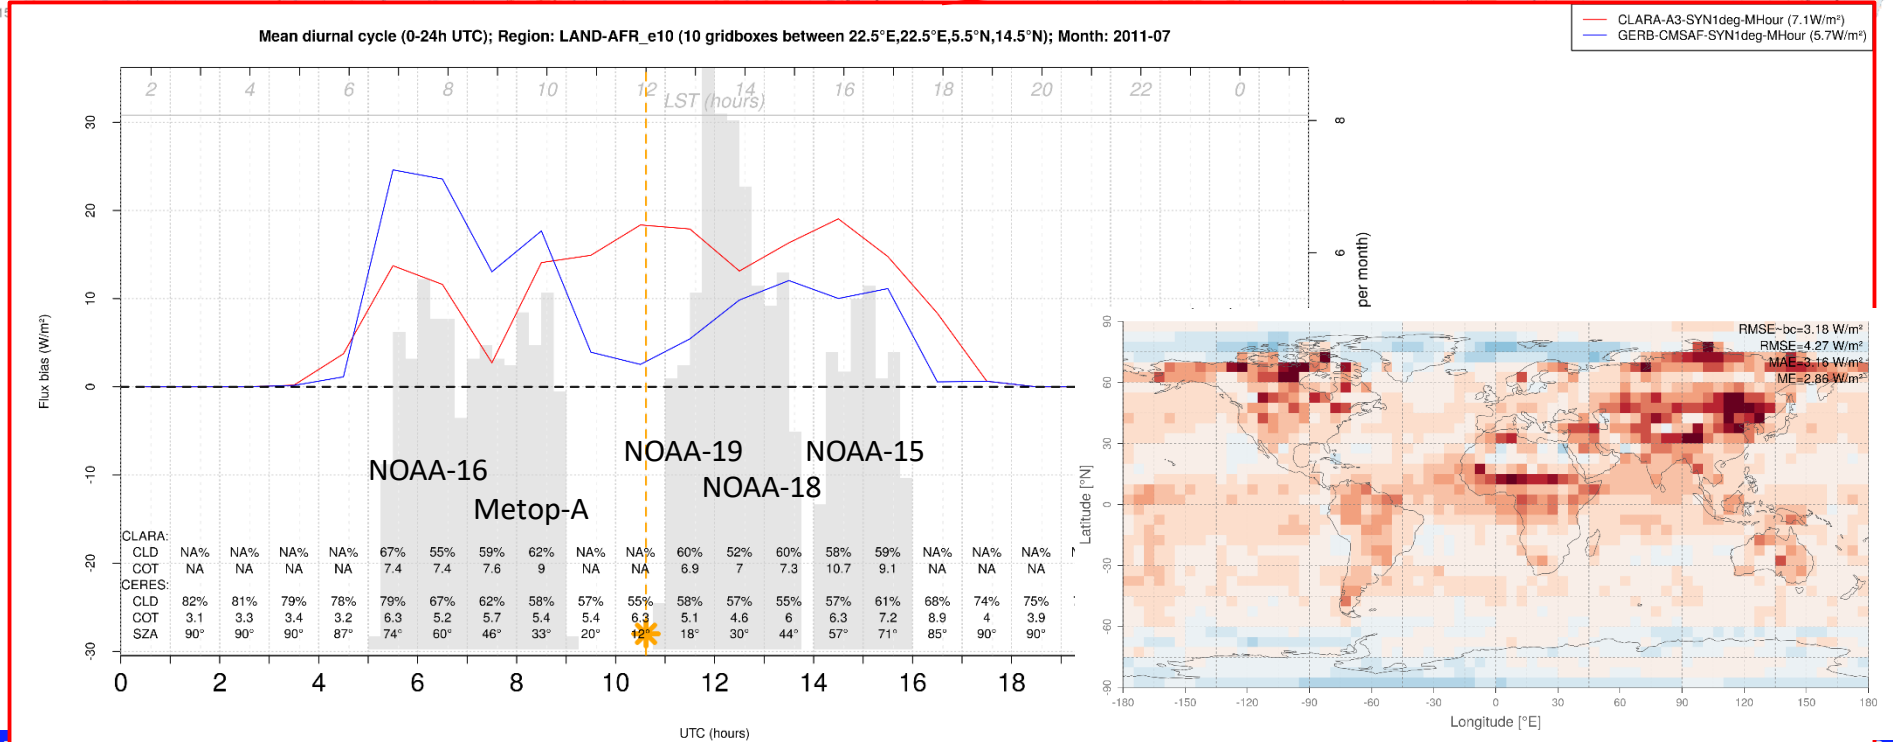 CLARA-A3-SYN1deg-MHour (7.1W/m²)
GERB-CMSAF-SYN1deg-MHour (5.7W/m²)
Mean diurnal cycle (0-24h UTC); Region: LAND-AFR_e10 (10 gridboxes between 22.5°E,22.5°E,5.5°N,14.5°N); Month: 2011-07
2 4 6 8 10 12 14 16 18 20 22 0
LST (hours)
30
20
10
0
-10
-20
-30
Flux bias (W/m²)
8
6
per month)
NOAA-16
Metop-A
NOAA-19
NOAA-18
NOAA-15
CLARA:
CLD NA% NA% NA% NA% 67% 55% 59% 62% NA% NA% 60% 52% 60% 58% 59% NA% NA% NA%
COT NA NA NA NA 7.4 7.4 7.6 9 NA NA 6.9 7 7.3 10.7 9.1 NA NA NA
CERES:
CLD 82% 81% 79% 78% 79% 67% 62% 58% 57% 55% 58% 57% 55% 57% 61% 68% 74% 75%
COT 3.1 3.3 3.4 3.2 6.3 5.2 5.7 5.4 5.4 6.3 5.1 4.6 6 6.3 7.2 8.9 4 3.9
SZA 90° 90° 90° 87° 74° 60° 46° 33° 20° 12° 18° 30° 44° 57° 71° 85° 90° 90°
0 2 4 6 8 10 12 14 16 18
UTC (hours)
RMSE~bc=3.18 W/m²
RMSE=4.27 W/m²
MAE=3.16 W/m²
ME=2.86 W/m²
90
60
30
0
-30
-60
-90
Latitude [°N]
-180 -150 -120 -90 -60 -30 0 30 60 90 120 150 180
Longitude [°E]